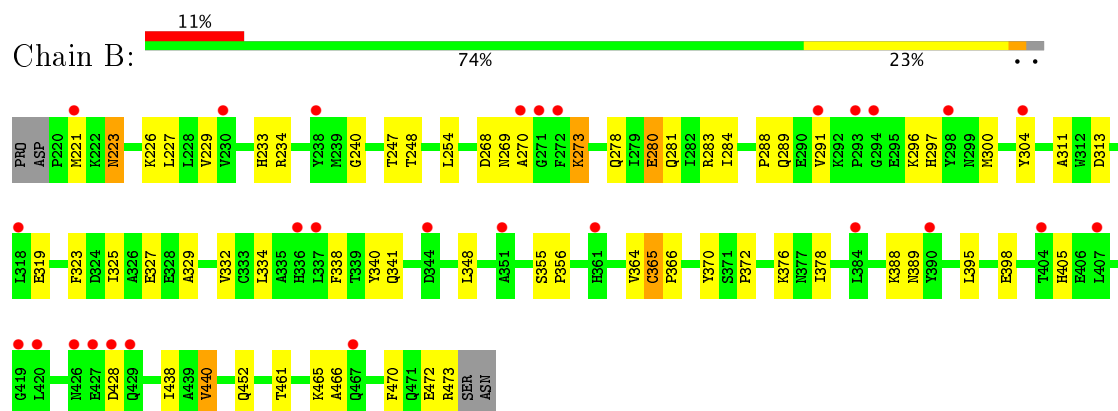 11%
Chain B:
74% 23% • •
PRO ASP P220 M221 K222 N223 K226 L227 L228 V229 V230 H233 R234 Y238 M239 G240 T247 T248 L254 D268 N269 A270 G271 F272 K273 Q278 I279 E280 Q281 I282 R283 I284 P288 Q289 E290 V291 K292 P293 G294 E295 K296 H297 Y298 N299 M300 Y304 A311 W312 D313
L318 E319 F323 D324 I325 A326 E327 E328 A329 V332 C333 L334 A335 H336 L337 F338 T339 Y340 Q341 D344 L348 A351 S355 P356 H361 V364 C365 P366 Y370 S371 P372 K376 N377 I378 L384 K388 N389 Y390 L395 E398 T404 H405 E406 L407
G419 L420 N426 E427 D428 Q429 I438 A439 V440 Q452 T461 K465 A466 Q467 F470 Q471 E472 R473 SER ASN